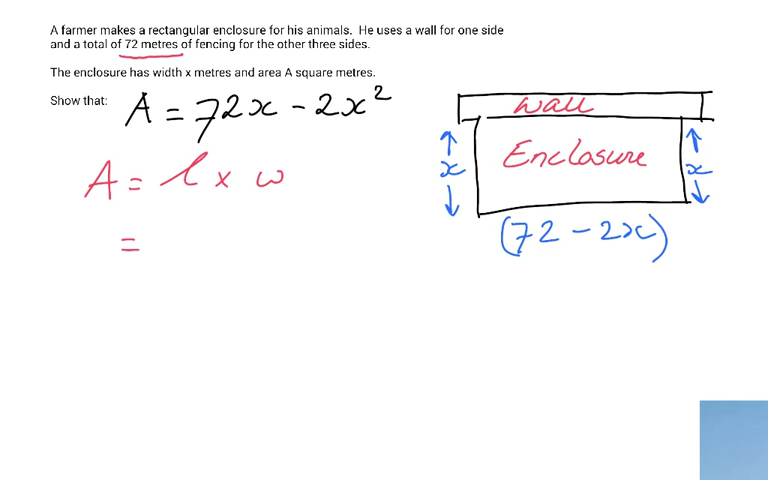 A farmer makes a rectangular enclosure for his animals. He uses a wall for one side
and a total of 72 metres of fencing for the other three sides.
The enclosure has width x metres and area A square metres.
Show that: A = 72x - 2x²
A = l x w
=
Wall
Enclosure
x
x
(72 - 2x)